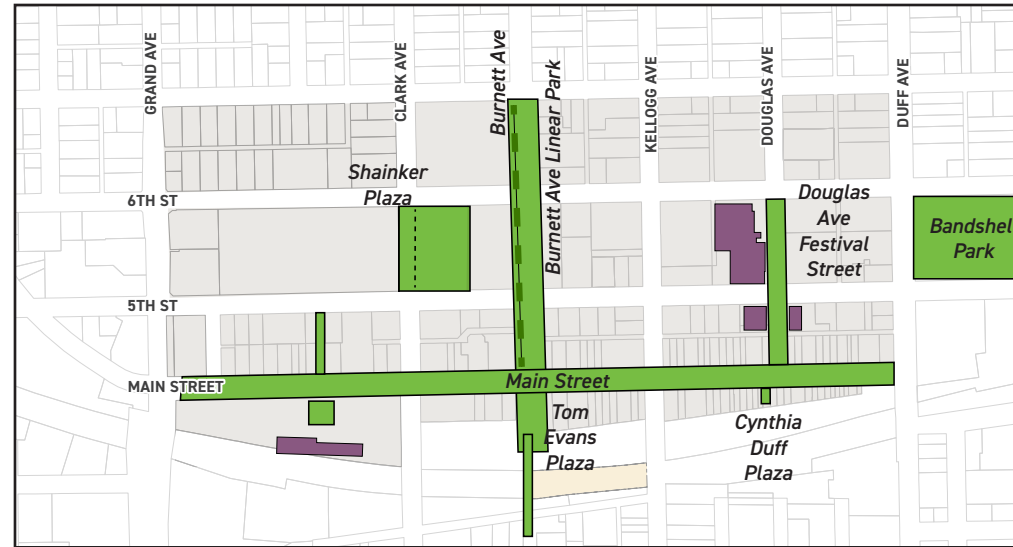 GRAND AVE
CLARK AVE
Burnett Ave
Burnett Ave Linear Park
KELLOGG AVE
DOUGLAS AVE
DUFF AVE
Shainker
Plaza
6TH ST
Douglas
Ave
Festival
Street
Bandshel
Park
5TH ST
MAIN STREET
Main Street
Tom
Evans
Plaza
Cynthia
Duff
Plaza